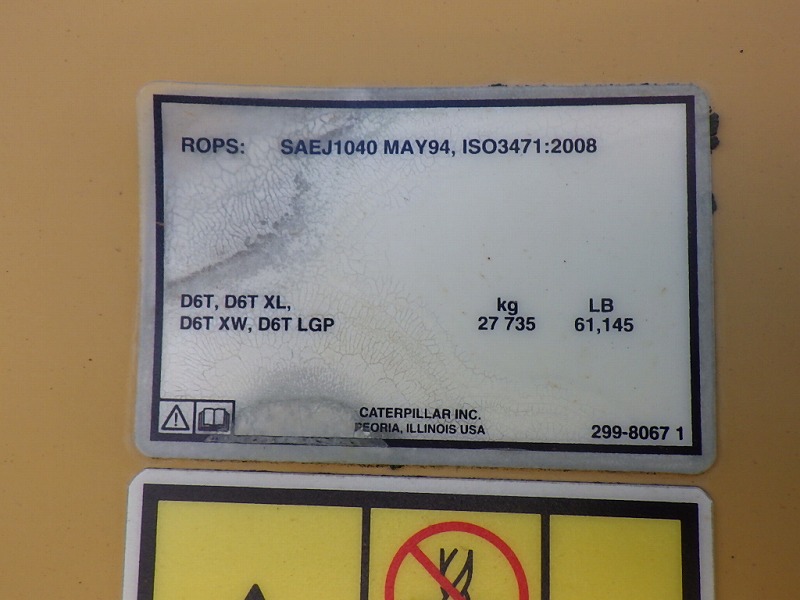 ROPS: SAEJ1040 MAY94, ISO3471:2008
D6T, D6T XL, kg LB
D6T XW, D6T LGP 27 735 61,145
CATERPILLAR INC.
PEORIA, ILLINOIS USA
299-8067 1